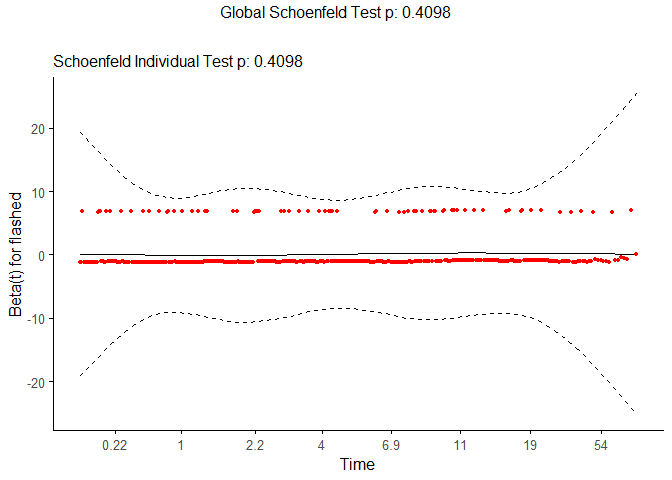 Global Schoenfeld Test p: 0.4098
Schoenfeld Individual Test p: 0.4098
Beta(t) for flashed
20
10
0
-10
-20
0.22 1 2.2 4 6.9 11 19 54
Time